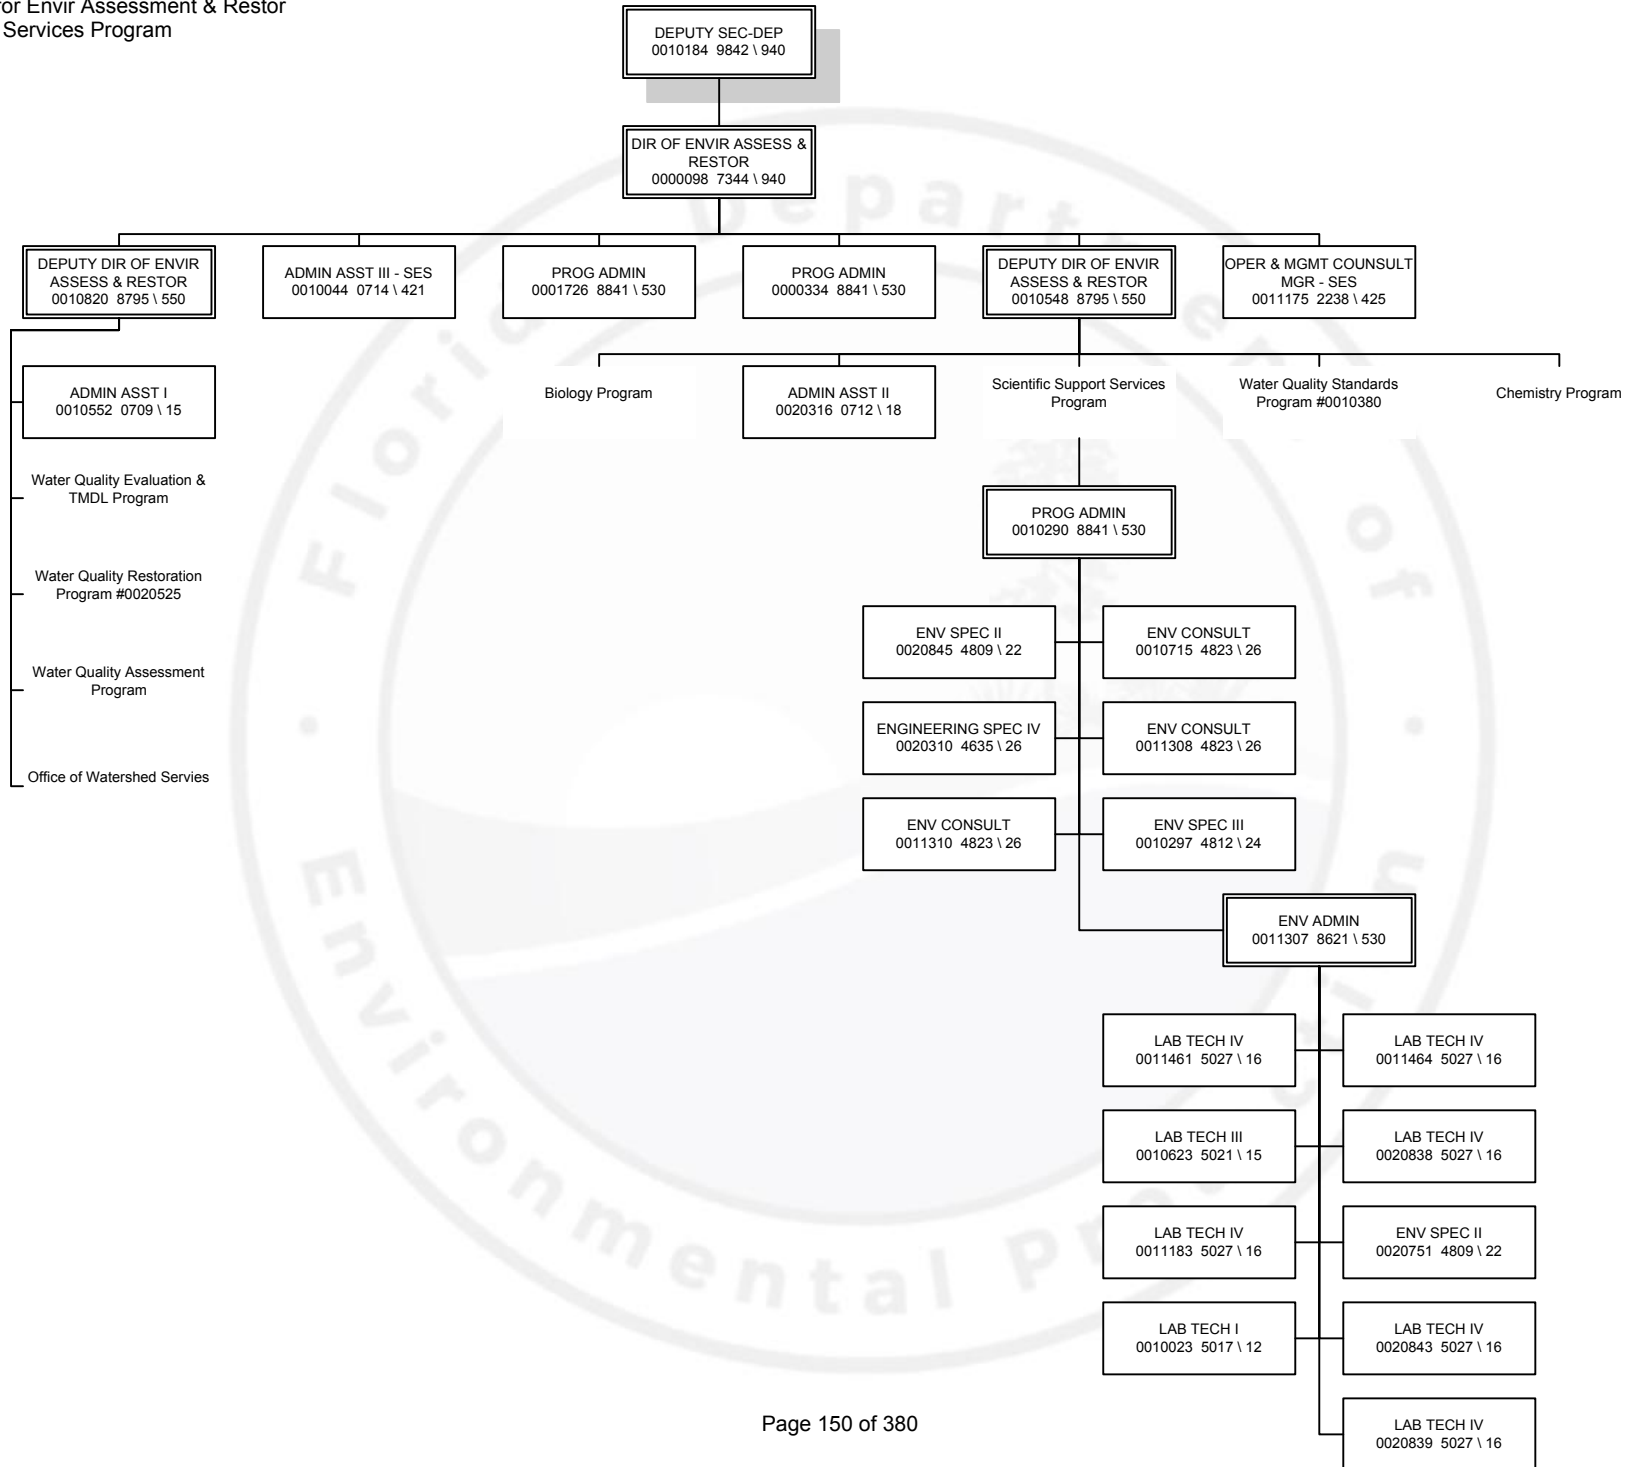 or Envir Assessment & Restor
Services Program
DEPUTY SEC-DEP
0010184 9842 \ 940
DIR OF ENVIR ASSESS &
RESTOR
0000098 7344 \ 940
DEPUTY DIR OF ENVIR
ASSESS & RESTOR
0010820 8795 \ 550
ADMIN ASST III - SES
0010044 0714 \ 421
PROG ADMIN
0001726 8841 \ 530
PROG ADMIN
0000334 8841 \ 530
DEPUTY DIR OF ENVIR
ASSESS & RESTOR
0010548 8795 \ 550
OPER & MGMT COUNSULT
MGR - SES
0011175 2238 \ 425
ADMIN ASST I
0010552 0709 \ 15
Biology Program
ADMIN ASST II
0020316 0712 \ 18
Scientific Support Services
Program
Water Quality Standards
Program #0010380
Chemistry Program
Water Quality Evaluation &
TMDL Program
Water Quality Restoration
Program #0020525
Water Quality Assessment
Program
Office of Watershed Servies
PROG ADMIN
0010290 8841 \ 530
ENV SPEC II
0020845 4809 \ 22
ENV CONSULT
0010715 4823 \ 26
ENGINEERING SPEC IV
0020310 4635 \ 26
ENV CONSULT
0011308 4823 \ 26
ENV CONSULT
0011310 4823 \ 26
ENV SPEC III
0010297 4812 \ 24
ENV ADMIN
0011307 8621 \ 530
LAB TECH IV
0011461 5027 \ 16
LAB TECH IV
0011464 5027 \ 16
LAB TECH III
0010623 5021 \ 15
LAB TECH IV
0020838 5027 \ 16
LAB TECH IV
0011183 5027 \ 16
ENV SPEC II
0020751 4809 \ 22
LAB TECH I
0010023 5017 \ 12
LAB TECH IV
0020843 5027 \ 16
LAB TECH IV
0020839 5027 \ 16
Page 150 of 380
Florid Department of
Environmental Pr